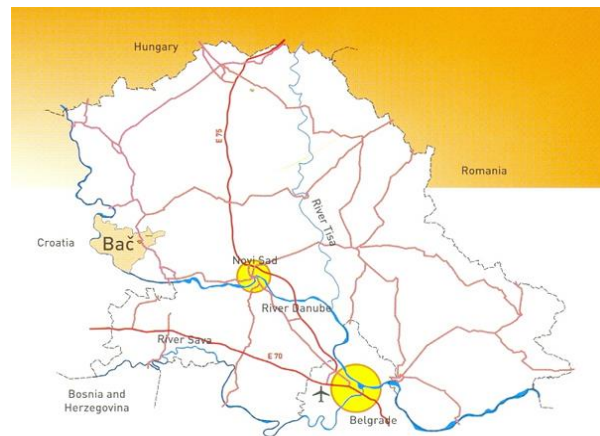 Hungary
E 75
Romania
River Tisa
Croatia
Bač
Novi Sad
River Danube
River Sava
E 70
Bosnia and
Herzegovina
Belgrade